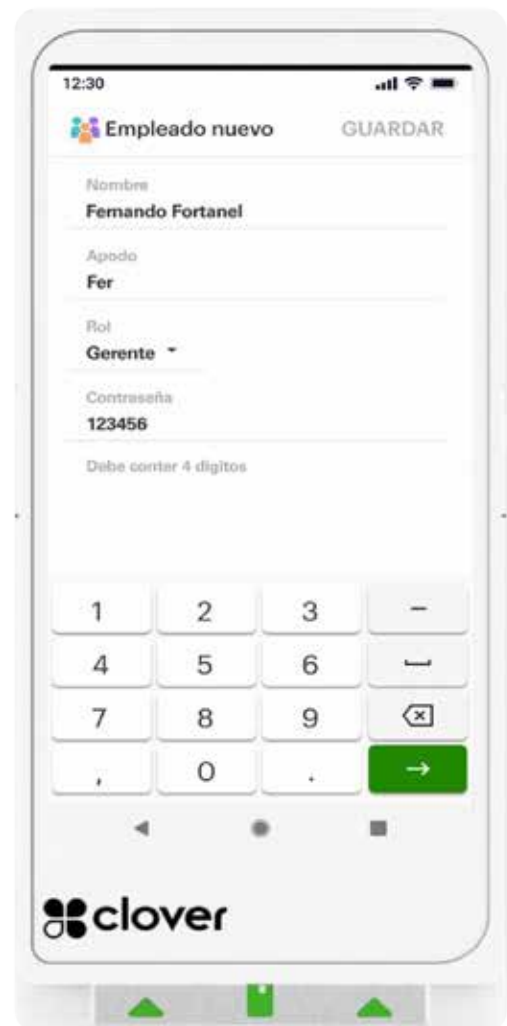 12:30
Empleado nuevo GUARDAR
Nombre
Fernando Fortanel
Apodo
Fer
Rol
Gerente
Contraseña
123456
Debe conter 4 digitos
1 2 3 –
4 5 6
7 8 9
, 0 .
clover